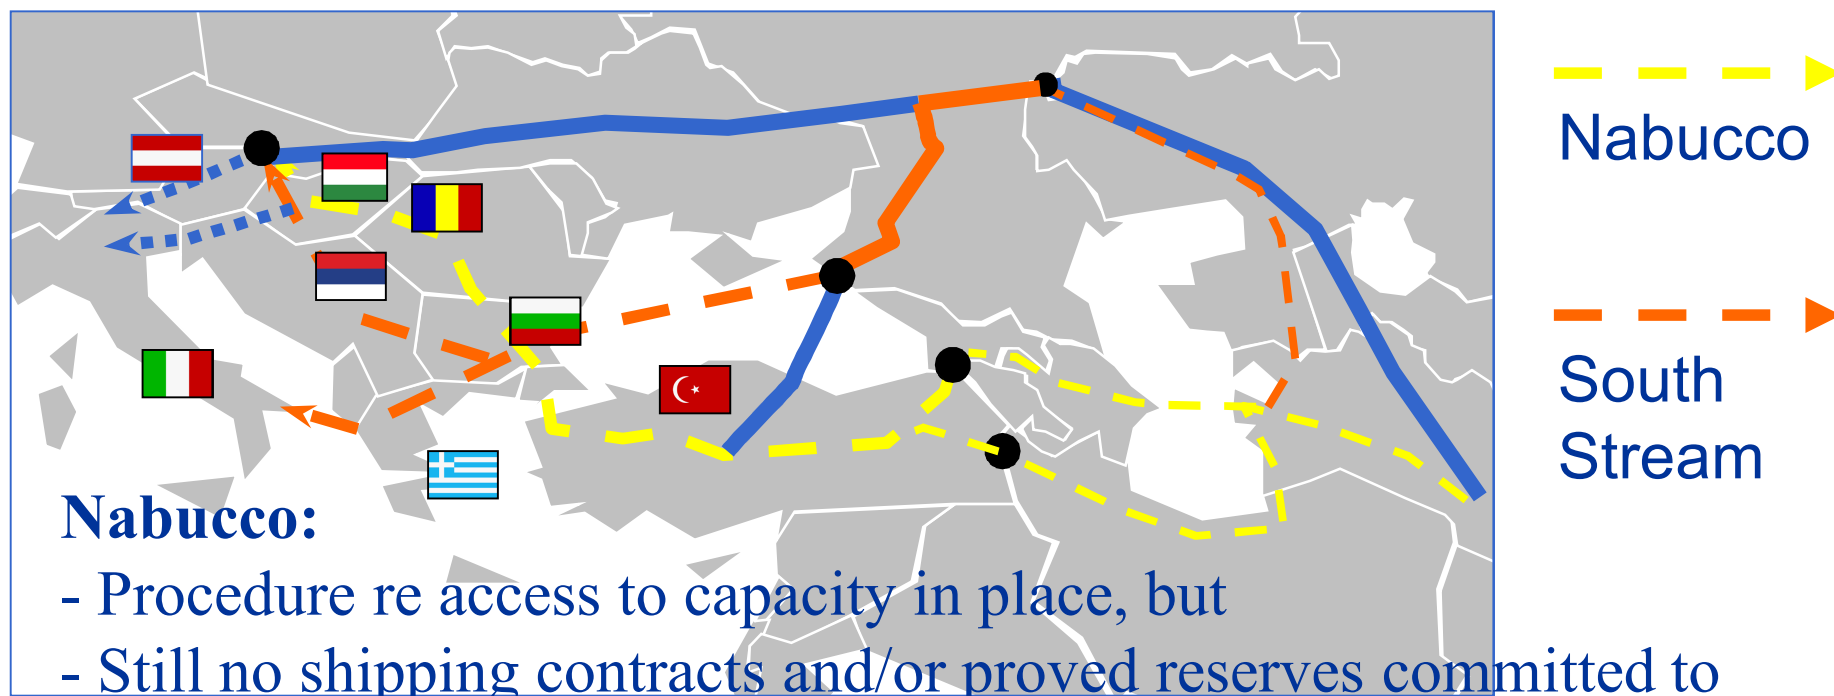 Nabucco
South
Stream
Nabucco:
- Procedure re access to capacity in place, but
- Still no shipping contracts and/or proved reserves committed to